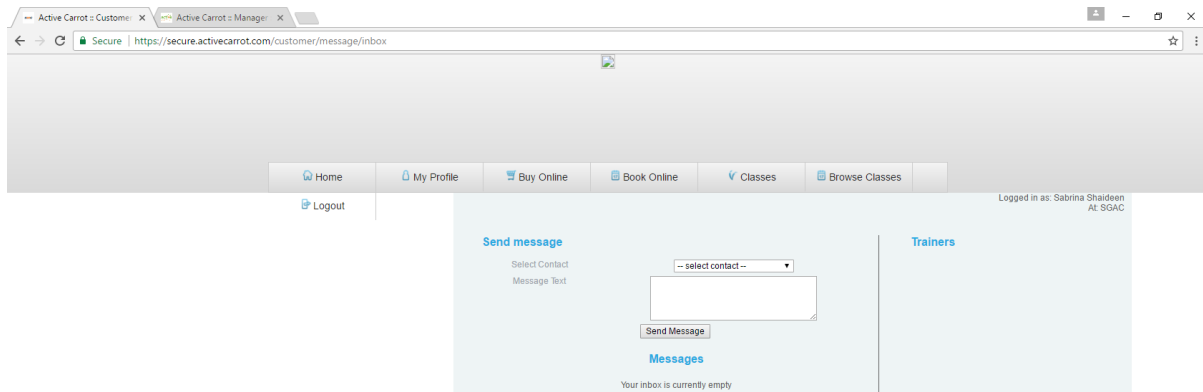 Active Carrot :: Customer
Active Carrot :: Manager
Secure https://secure.activecarrot.com/customer/message/inbox
Home My Profile Buy Online Book Online Classes Browse Classes
Logout
Logged in as: Sabrina Shaideen
At: SGAC
Send message
Trainers
Select Contact
-- select contact --
Message Text
Send Message
Messages
Your inbox is currently empty